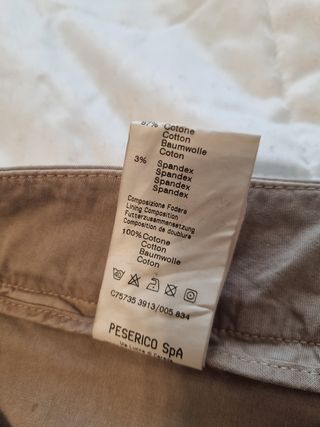 97% Cotone
Cotton
Baumwolle
Coton
3% Spandex
Spandex
Spandex
Spandex
Composizione Fodera
Lining Composition
Futterzusammensetzung
Composition de doublure
100% Cotone
Cotton
Baumwolle
Coton
C75735 3913/005 834
PESERICO SpA